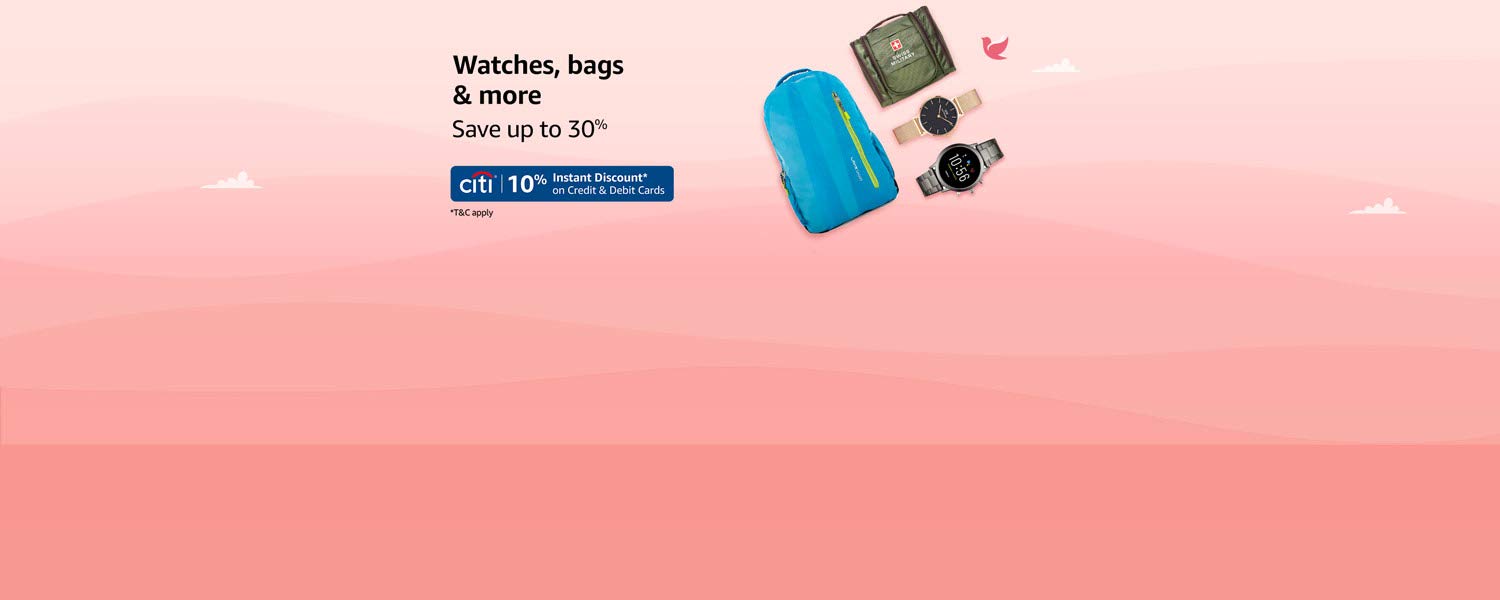 Watches, bags
& more
Save up to 30%
citi | 10% Instant Discount*
on Credit & Debit Cards
*T&C apply
SWISS
MILITARY
10:56